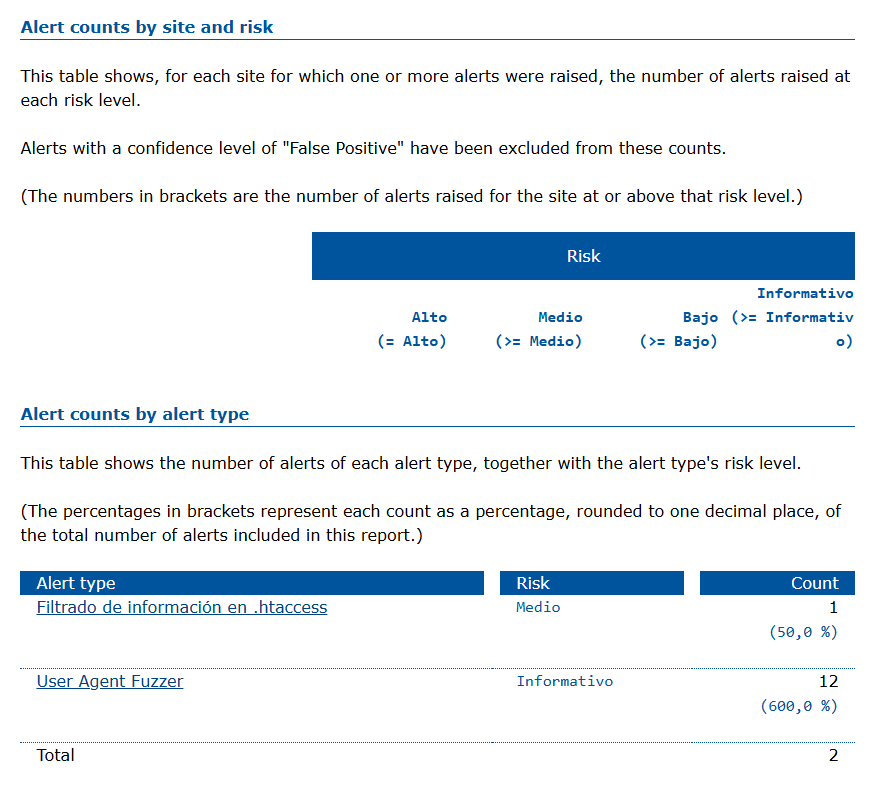 Alert counts by site and risk
This table shows, for each site for which one or more alerts were raised, the number of alerts raised at
each risk level.
Alerts with a confidence level of "False Positive" have been excluded from these counts.
(The numbers in brackets are the number of alerts raised for the site at or above that risk level.)
Risk
Informativo
Alto Medio Bajo (>= Informativ
(= Alto) (>= Medio) (>= Bajo) o)
Alert counts by alert type
This table shows the number of alerts of each alert type, together with the alert type's risk level.
(The percentages in brackets represent each count as a percentage, rounded to one decimal place, of
the total number of alerts included in this report.)
Alert type Risk Count
Filtrado de información en .htaccess Medio 1
(50,0 %)
User Agent Fuzzer Informativo 12
(600,0 %)
Total 2